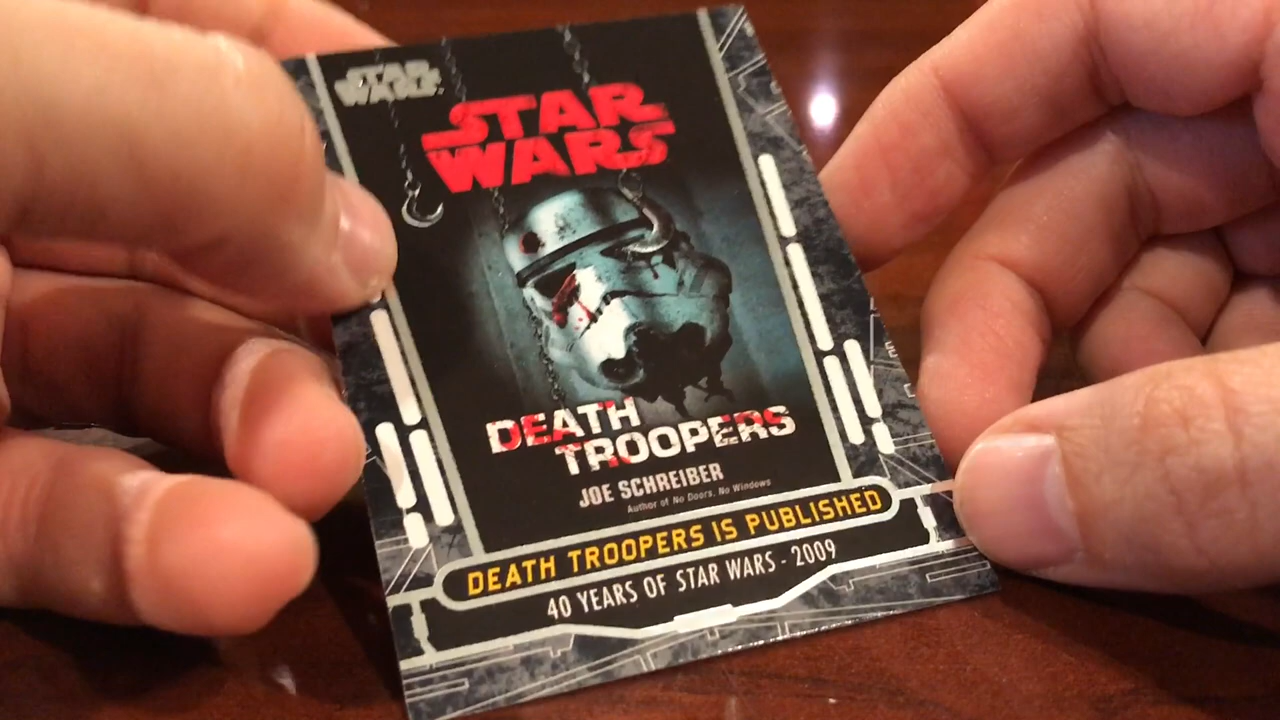 STAR
WARS
STAR
WARS
DEATH
TROOPERS
JOE SCHREIBER
Author of No Doors, No Windows
DEATH TROOPERS IS PUBLISHED
40 YEARS OF STAR WARS - 2009